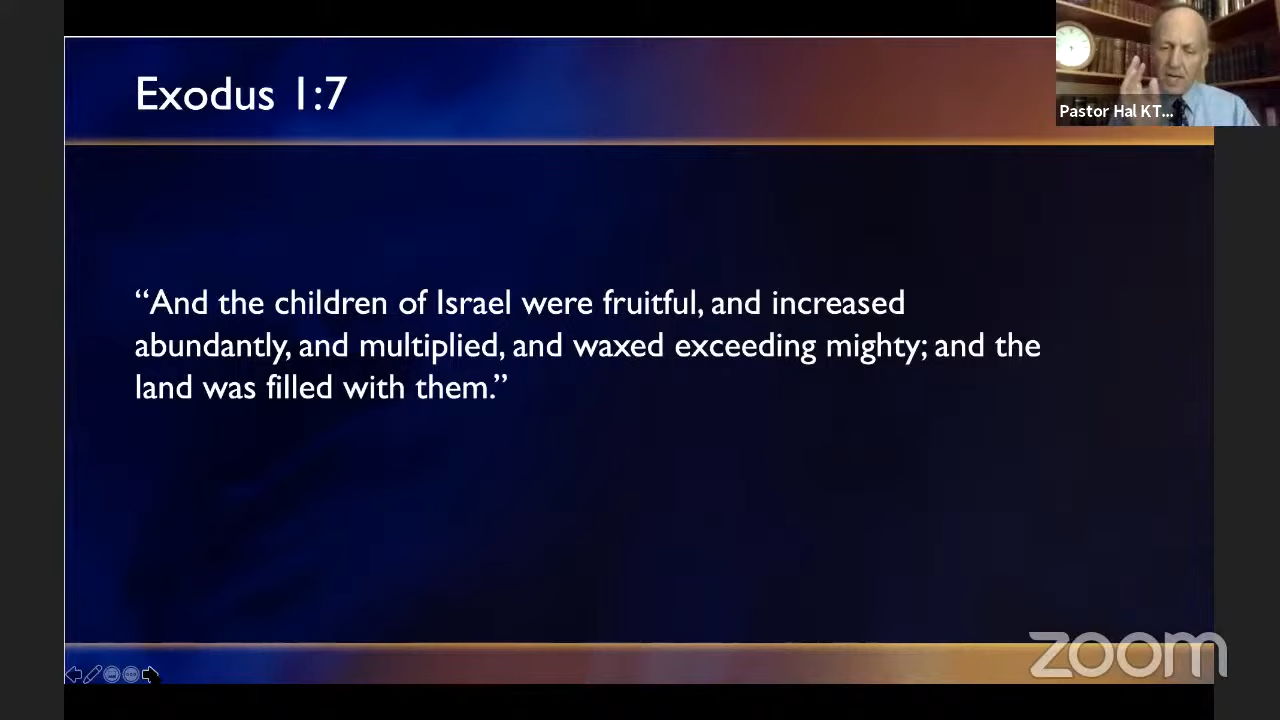 Exodus 1:7
Pastor Hal KT...
“And the children of Israel were fruitful, and increased
abundantly, and multiplied, and waxed exceeding mighty; and the
land was filled with them.”
zoom